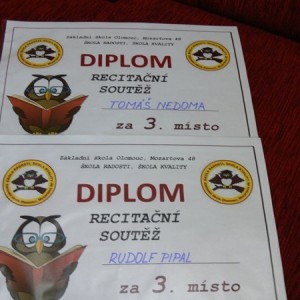 Základní škola Olomouc, Mozartova 48
ŠKOLA RADOSTI, ŠKOLA KVALITY
DIPLOM
RECITAČNÍ
SOUTĚŽ
TOMÁŠ NEDOMA
za 3. místo
Základní škola Olomouc, Mozartova 48
ŠKOLA RADOSTI, ŠKOLA KVALITY
DIPLOM
RECITAČNÍ
SOUTĚŽ
RUDOLF PIPAL
za 3. místo